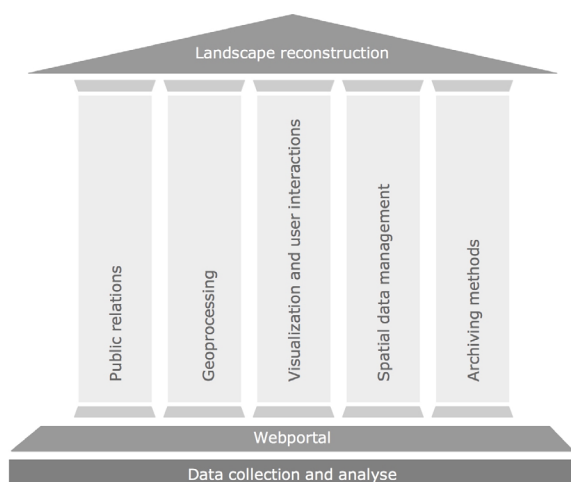 Landscape reconstruction
Public relations
Geoprocessing
Visualization and user interactions
Spatial data management
Archiving methods
Webportal
Data collection and analyse